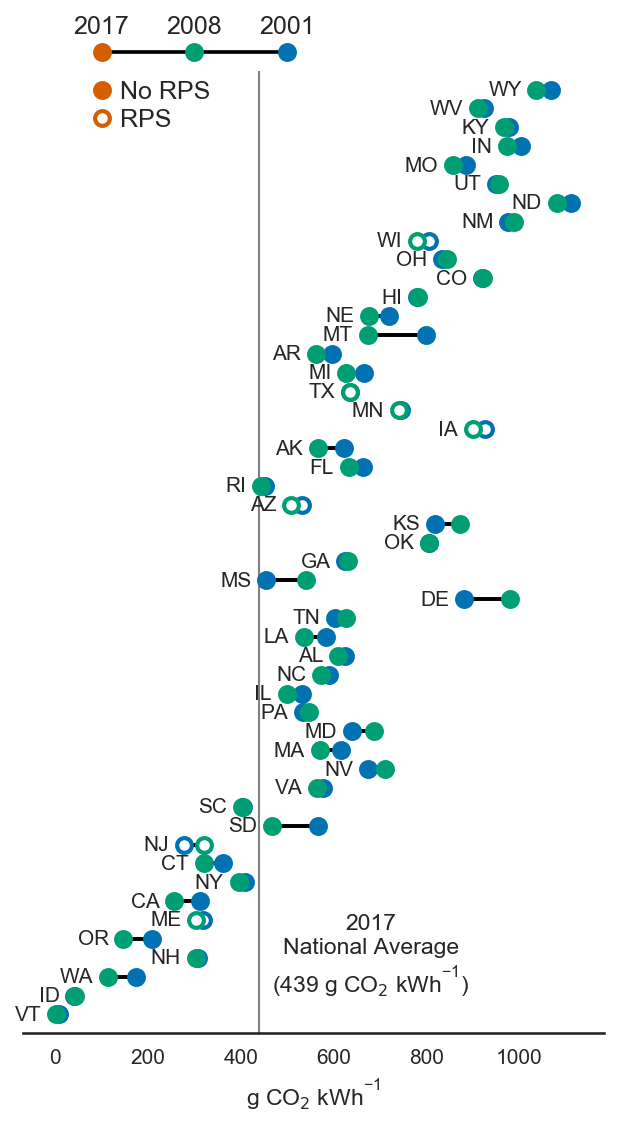 2017 2008 2001
No RPS
RPS
WY
WV
KY
IN
MO
UT
ND
NM
WI
OH
CO
HI
NE
MT
AR
MI
TX
MN
IA
AK
FL
RI
AZ
KS
OK
GA
MS
DE
TN
LA
AL
NC
IL
PA
MD
MA
NV
VA
SC
SD
NJ
CT
NY
CA
ME
OR
NH
WA
ID
VT
2017
National Average
(439 g CO₂ kWh⁻¹)
0 200 400 600 800 1000
g CO₂ kWh⁻¹